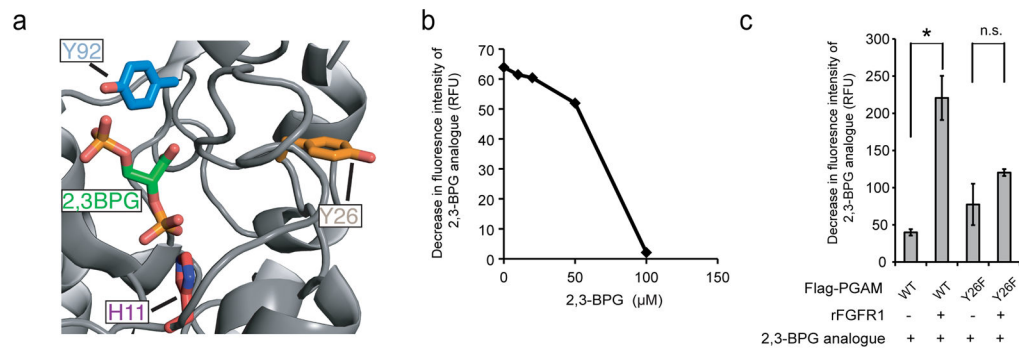 a
Y92
2,3BPG
Y26
H11
b
Decrease in fluorescence intensity of
2,3-BPG analogue (RFU)
70
60
50
40
30
20
10
0
0 50 100 150
2,3-BPG (μM)
c
Decrease in fluoresence intensity of
2,3-BPG analogue (RFU)
300
250
200
150
100
50
0
* n.s.
Flag-PGAM WT WT Y26F Y26F
rFGFR1 - + - +
2,3-BPG analogue + + + +